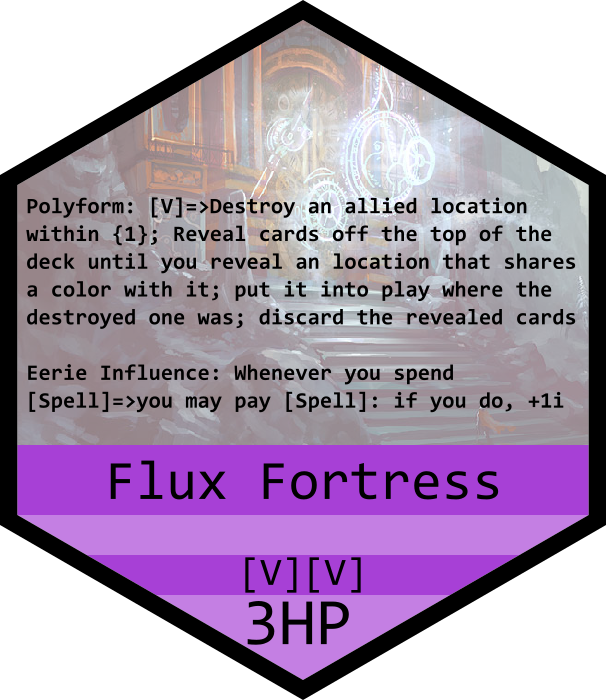 Polyform: [V]=>Destroy an allied location
within {1}; Reveal cards off the top of the
deck until you reveal an location that shares
a color with it; put it into play where the
destroyed one was; discard the revealed cards
Eerie Influence: Whenever you spend
[Spell]=>you may pay [Spell]: if you do, +1i
Flux Fortress
[V][V]
3HP